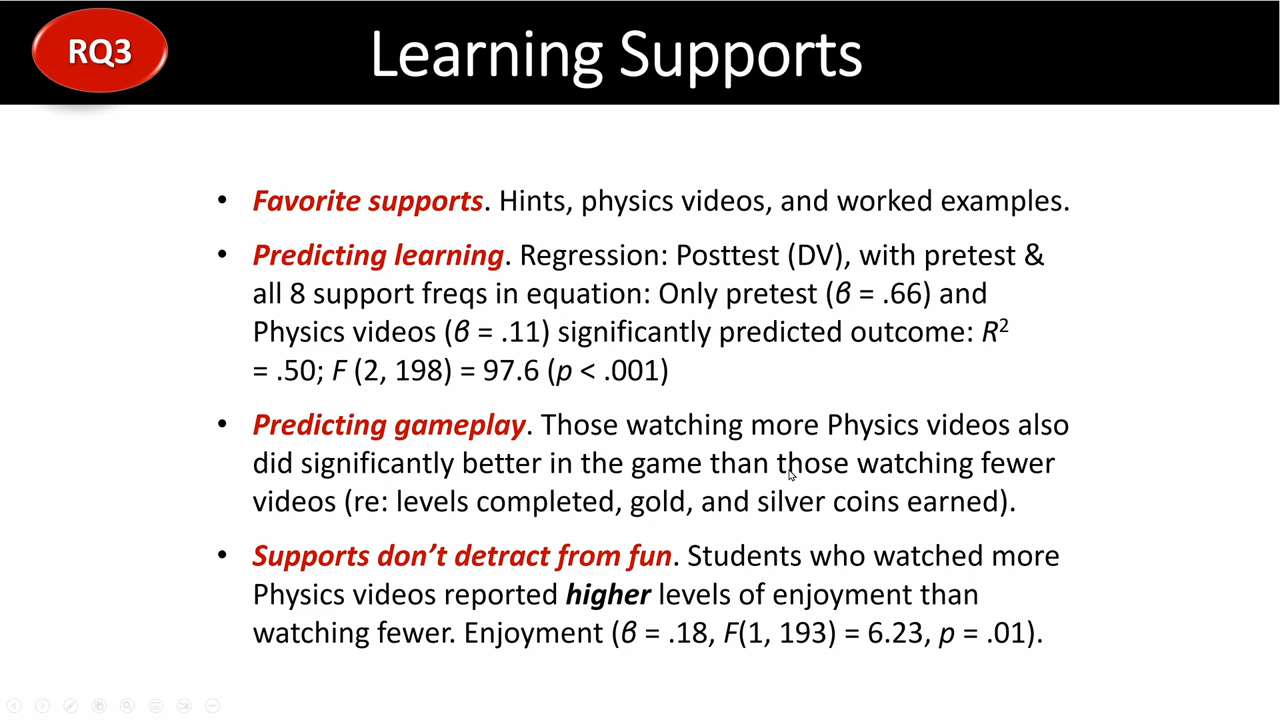 RQ3
Learning Supports
• Favorite supports. Hints, physics videos, and worked examples.
• Predicting learning. Regression: Posttest (DV), with pretest &
all 8 support freqs in equation: Only pretest (β = .66) and
Physics videos (β = .11) significantly predicted outcome: R²
= .50; F (2, 198) = 97.6 (p < .001)
• Predicting gameplay. Those watching more Physics videos also
did significantly better in the game than those watching fewer
videos (re: levels completed, gold, and silver coins earned).
• Supports don’t detract from fun. Students who watched more
Physics videos reported higher levels of enjoyment than
watching fewer. Enjoyment (β = .18, F(1, 193) = 6.23, p = .01).